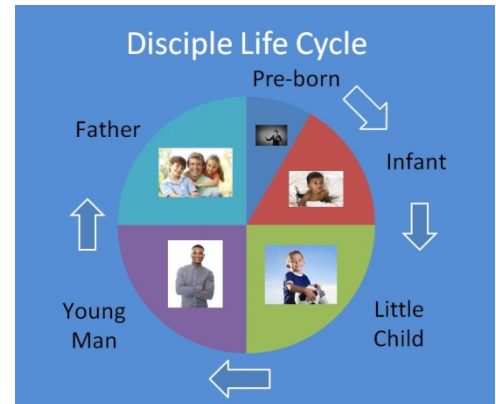 Disciple Life Cycle
Pre-born
Infant
Little
Child
Young
Man
Father